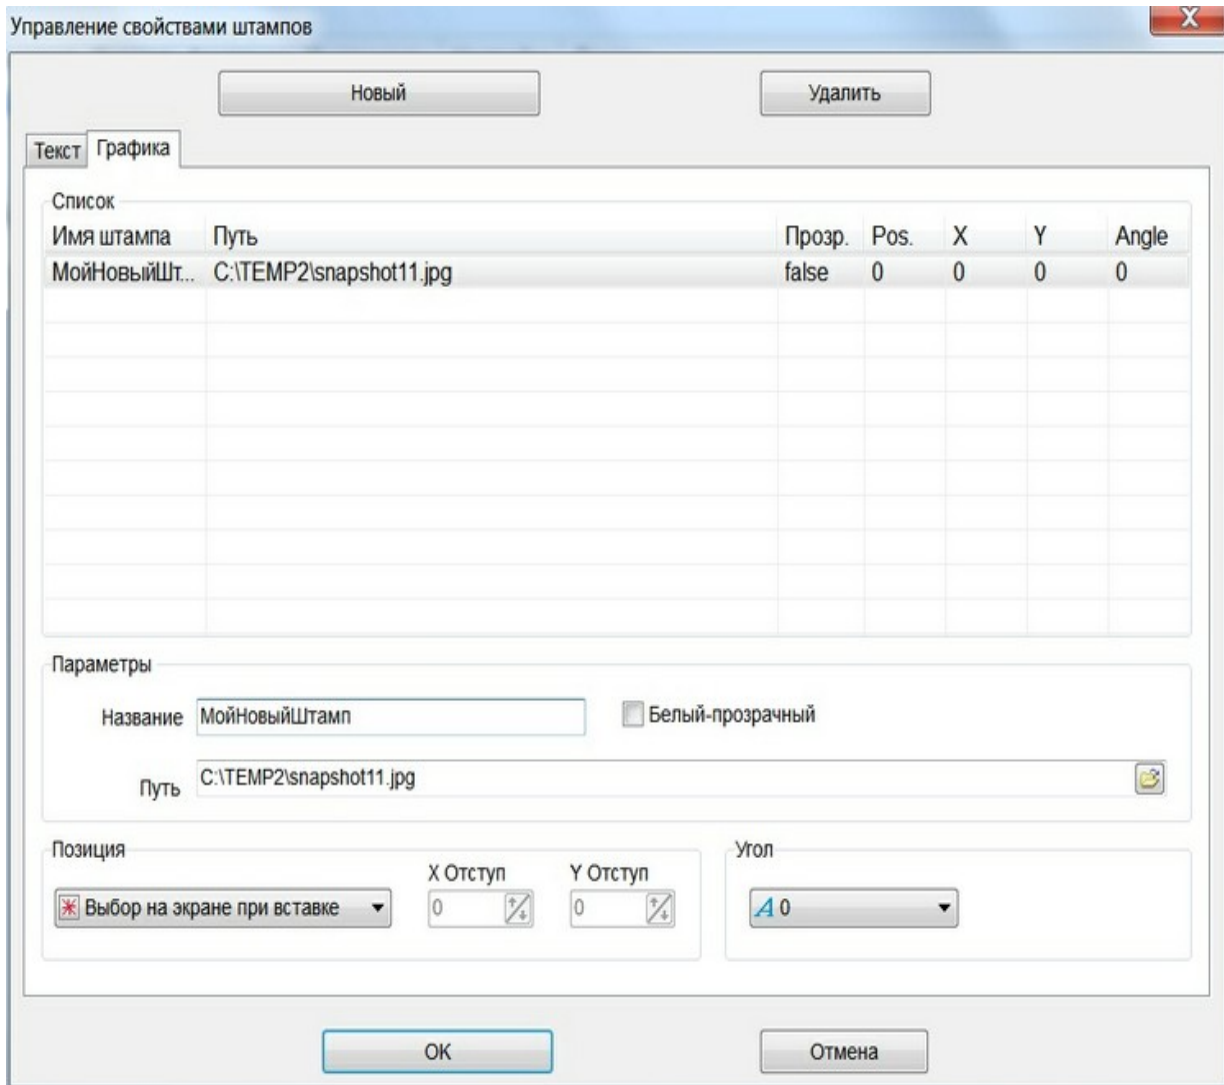 Управление свойствами штампов
X
Новый Удалить
Текст Графика
Список
Имя штампа Путь Прозр. Pos. X Y Angle
МойНовыйШт... C:\TEMP2\snapshot11.jpg false 0 0 0 0
Параметры
Название МойНовыйШтамп Белый-прозрачный
Путь C:\TEMP2\snapshot11.jpg
Позиция Угол
X Отступ Y Отступ
Выбор на экране при вставке 0 0 A 0
OK Отмена